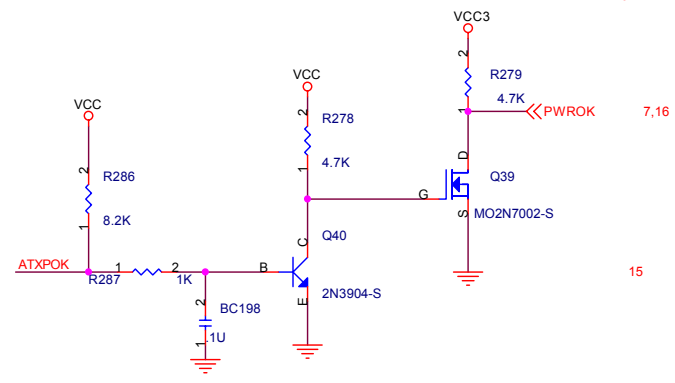 VCC3
2
R279
4.7K
1
PWROK 7,16
VCC
2
R278
4.7K
1
VCC
2
R286
8.2K
1
D
Q39
G
S
MO2N7002-S
Q40
C
B
E
2N3904-S
ATXPOK
R287
1
2
1K
2
BC198
.1U
1
15